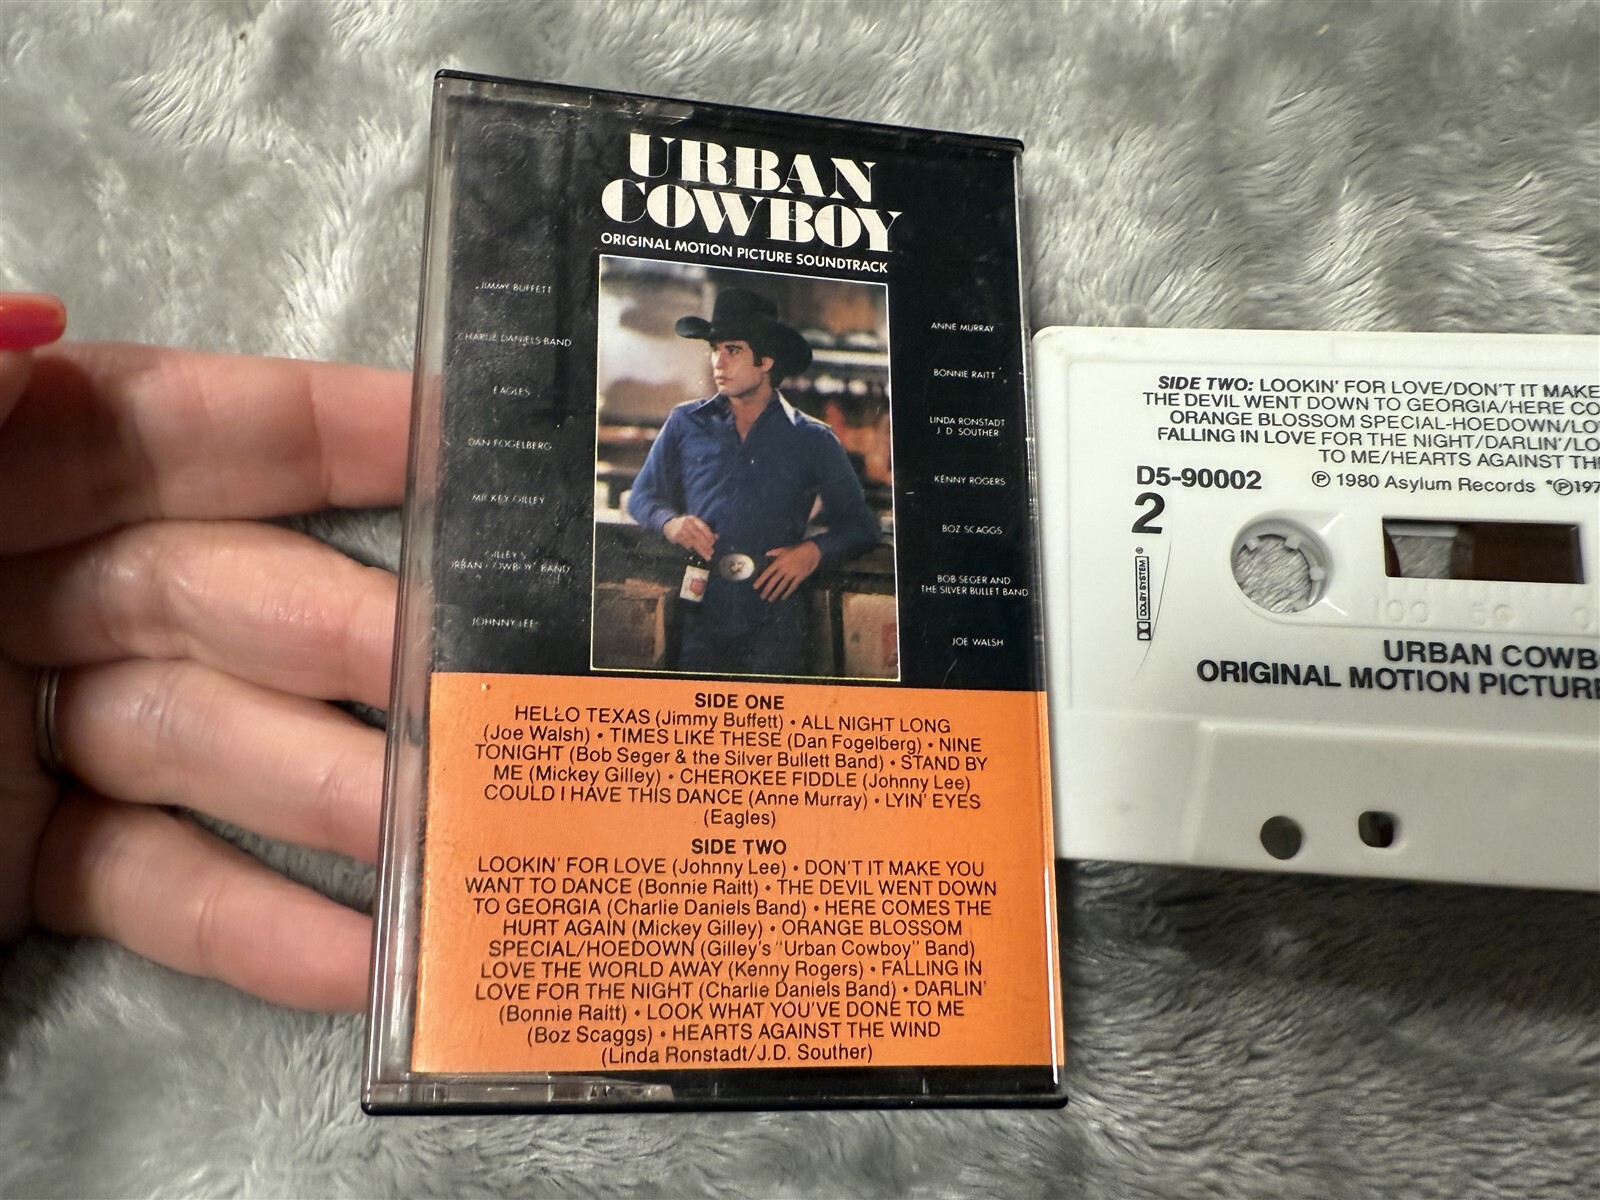 URBAN
COWBOY
ORIGINAL MOTION PICTURE SOUNDTRACK
JIMMY BUFFETT
CHARLIE DANIELS BAND
EAGLES
DAN FOGELBERG
MICKEY GILLEY
GILLEY'S
"URBAN COWBOY" BAND
JOHNNY LEE
ANNE MURRAY
BONNIE RAITT
LINDA RONSTADT
J.D. SOUTHER
KENNY ROGERS
BOZ SCAGGS
BOB SEGER AND
THE SILVER BULLET BAND
JOE WALSH
SIDE ONE
HELLO TEXAS (Jimmy Buffett) • ALL NIGHT LONG
(Joe Walsh) • TIMES LIKE THESE (Dan Fogelberg) • NINE
TONIGHT (Bob Seger & the Silver Bullett Band) • STAND BY
ME (Mickey Gilley) • CHEROKEE FIDDLE (Johnny Lee)
COULD I HAVE THIS DANCE (Anne Murray) • LYIN' EYES
(Eagles)
SIDE TWO
LOOKIN' FOR LOVE (Johnny Lee) • DON'T IT MAKE YOU
WANT TO DANCE (Bonnie Raitt) • THE DEVIL WENT DOWN
TO GEORGIA (Charlie Daniels Band) • HERE COMES THE
HURT AGAIN (Mickey Gilley) • ORANGE BLOSSOM
SPECIAL/HOEDOWN (Gilley's "Urban Cowboy" Band)
LOVE THE WORLD AWAY (Kenny Rogers) • FALLING IN
LOVE FOR THE NIGHT (Charlie Daniels Band) • DARLIN'
(Bonnie Raitt) • LOOK WHAT YOU'VE DONE TO ME
(Boz Scaggs) • HEARTS AGAINST THE WIND
(Linda Ronstadt/J.D. Souther)
SIDE TWO: LOOKIN' FOR LOVE/DON'T IT MAKE
THE DEVIL WENT DOWN TO GEORGIA/HERE CO
ORANGE BLOSSOM SPECIAL-HOEDOWN/LO
FALLING IN LOVE FOR THE NIGHT/DARLIN'/LO
TO ME/HEARTS AGAINST TH
D5-90002
℗ 1980 Asylum Records *℗197
2
DOLBY SYSTEM ®
100 50
URBAN COWB
ORIGINAL MOTION PICTURE